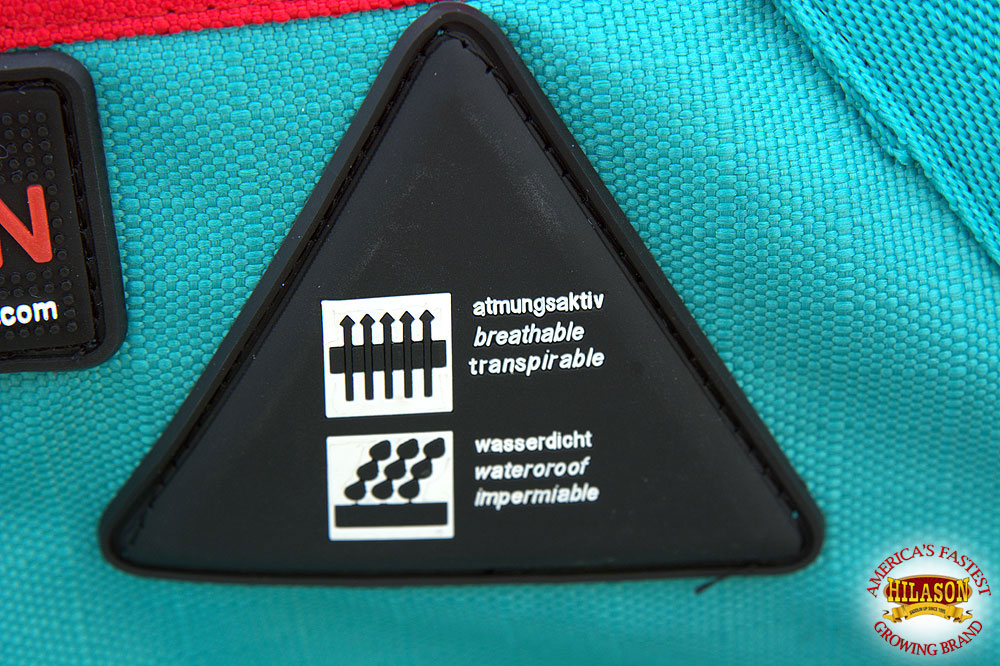 N
.com
atmungsaktiv
breathable
transpirable
wasserdicht
wateroroof
impermiable
AMERICA'S FASTEST
HILASON
GROWING BRAND